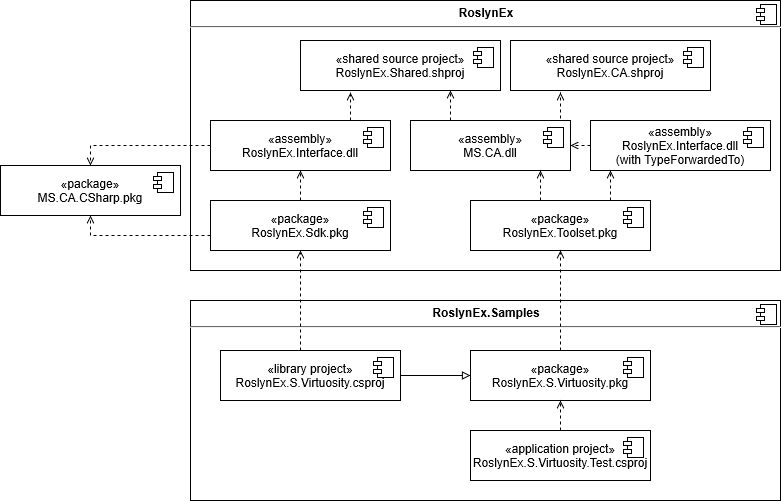 RoslynEx
«shared source project»
RoslynEx.Shared.shproj
«shared source project»
RoslynEx.CA.shproj
«assembly»
RoslynEx.Interface.dll
«assembly»
MS.CA.dll
«assembly»
RoslynEx.Interface.dll
(with TypeForwardedTo)
«package»
MS.CA.CSharp.pkg
«package»
RoslynEx.Sdk.pkg
«package»
RoslynEx.Toolset.pkg
RoslynEx.Samples
«library project»
RoslynEx.S.Virtuosity.csproj
«package»
RoslynEx.S.Virtuosity.pkg
«application project»
RoslynEx.S.Virtuosity.Test.csproj